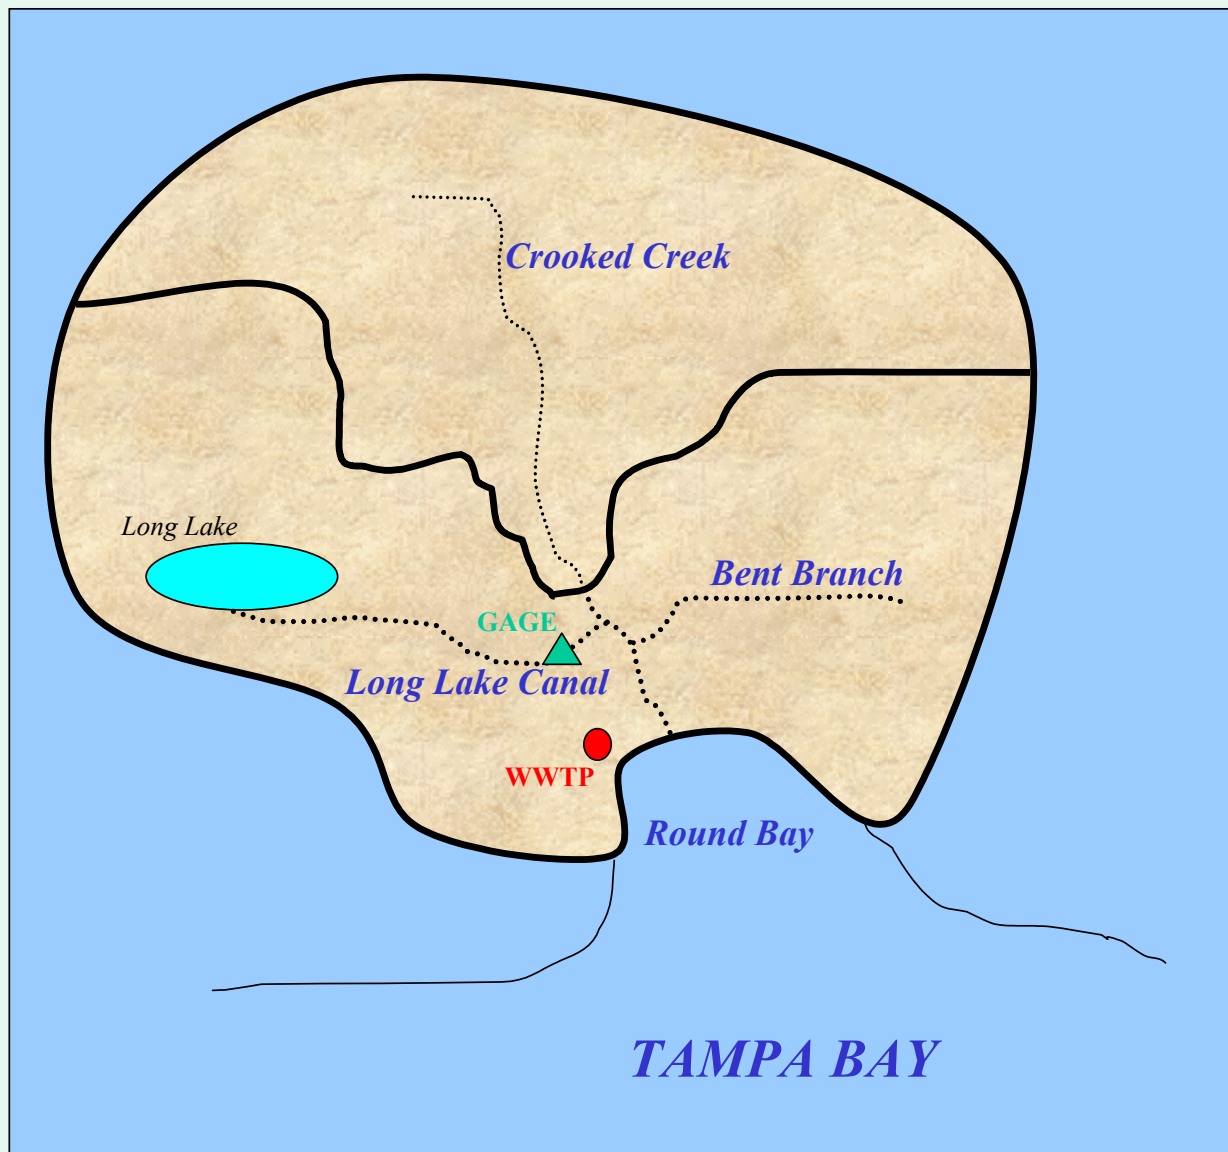 Crooked Creek
Long Lake
Bent Branch
GAGE
Long Lake Canal
WWTP
Round Bay
TAMPA BAY